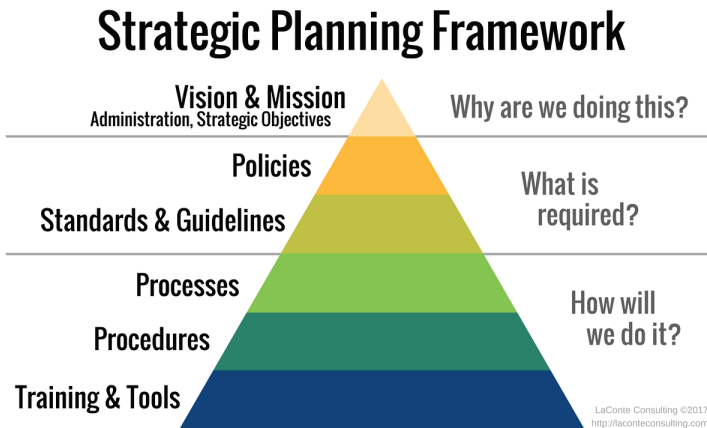 Strategic Planning Framework
Vision & Mission
Administration, Strategic Objectives
Why are we doing this?
Policies
Standards & Guidelines
What is
required?
Processes
Procedures
Training & Tools
How will
we do it?
LaConte Consulting ©2017
http://laconteconsulting.com